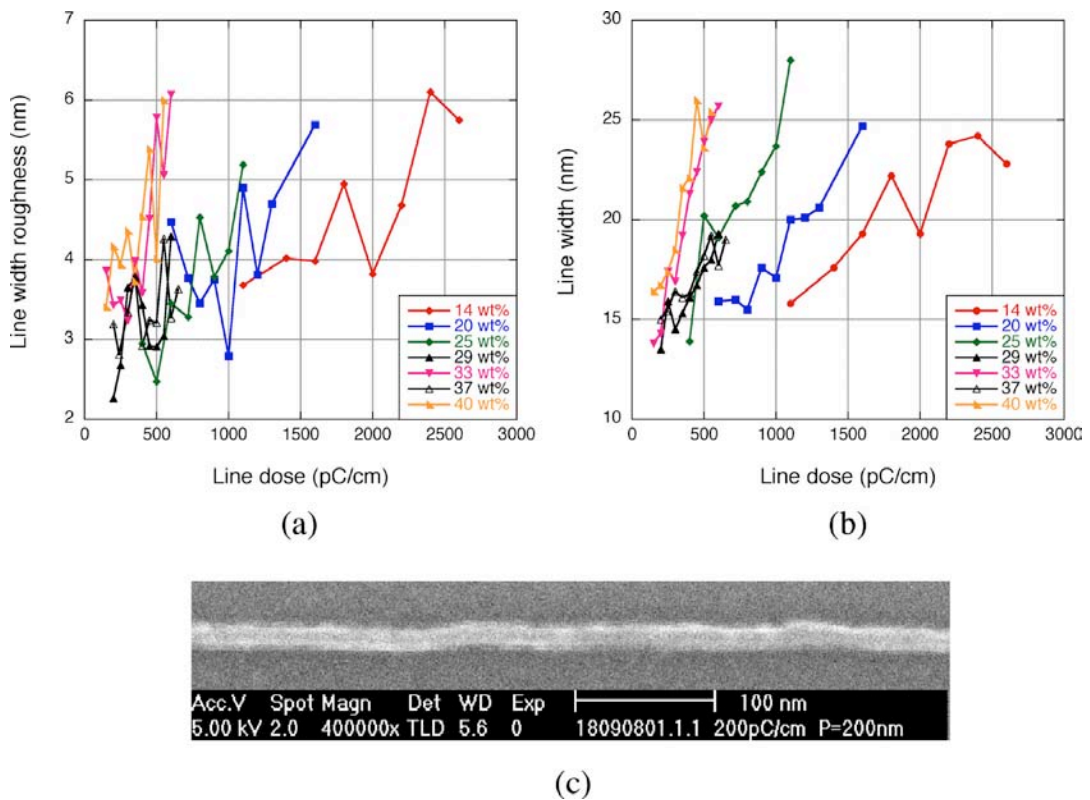 7
6
5
4
3
2
Line width roughness (nm)
14 wt%
20 wt%
25 wt%
29 wt%
33 wt%
37 wt%
40 wt%
0 500 1000 1500 2000 2500 3000
Line dose (pC/cm)
(a)
30
25
20
15
10
Line width (nm)
14 wt%
20 wt%
25 wt%
29 wt%
33 wt%
37 wt%
40 wt%
0 500 1000 1500 2000 2500 3000
Line dose (pC/cm)
(b)
Acc.V Spot Magn Det WD Exp 100 nm
5.00 kV 2.0 400000x TLD 5.6 0 18090801.1.1 200pC/cm P=200nm
(c)